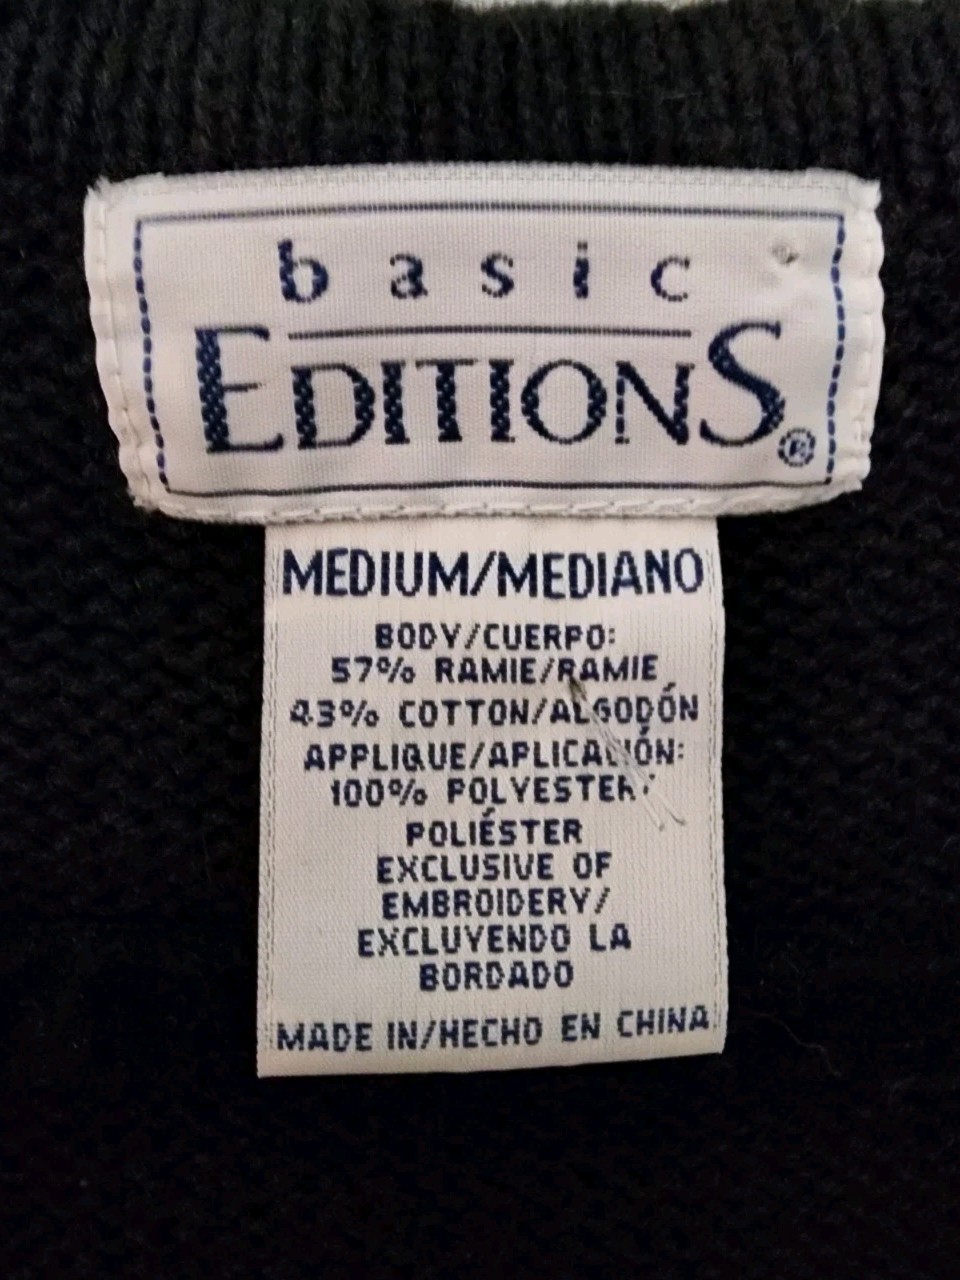 basic
EDITIONS®
MEDIUM/MEDIANO
BODY/CUERPO:
57% RAMIE/RAMIE
43% COTTON/ALGODÓN
APPLIQUE/APLICACIÓN:
100% POLYESTER/
POLIÉSTER
EXCLUSIVE OF
EMBROIDERY/
EXCLUYENDO LA
BORDADO
MADE IN/HECHO EN CHINA